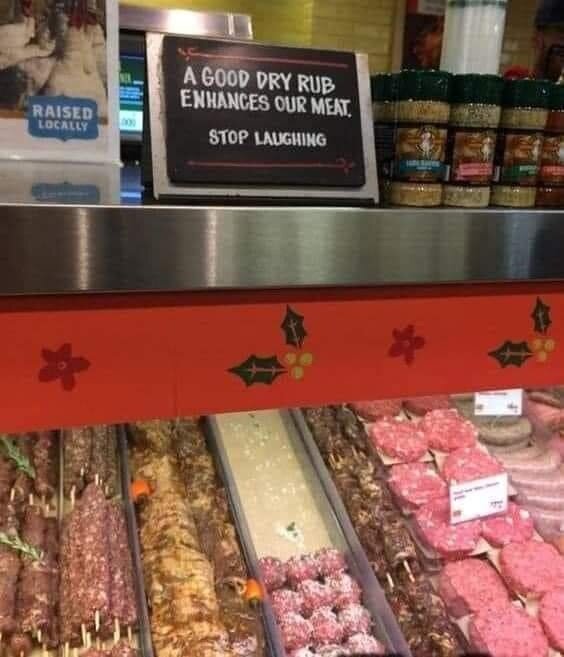 A GOOD DRY RUB
ENHANCES OUR MEAT.
STOP LAUGHING
RAISED
LOCALLY